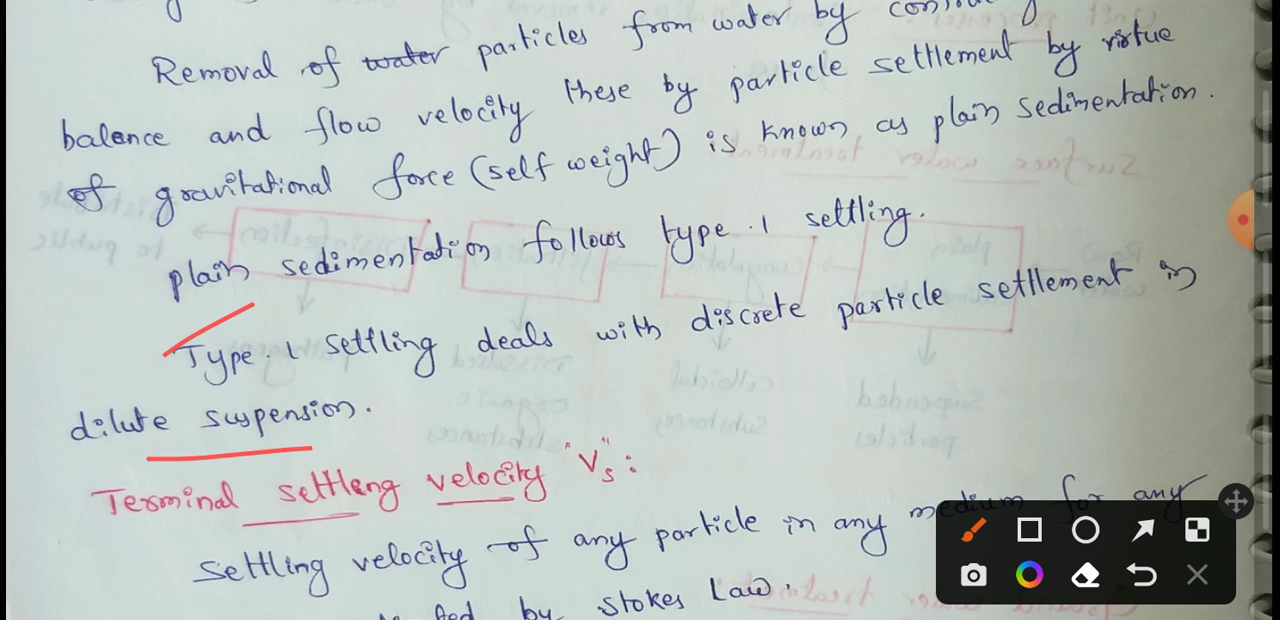 Removal of water particles from water by
balance and flow velocity these by particle settlement by virtue
of gravitational force (self weight) is known as plain sedimentation.
plain sedimentation follows type.1 settling.
Type.1 settling deals with discrete particle settlement in
dilute suspension.
Terminal settleng velocity "Vs":
Settling velocity of any particle in any medium for any
by Stokes Law.